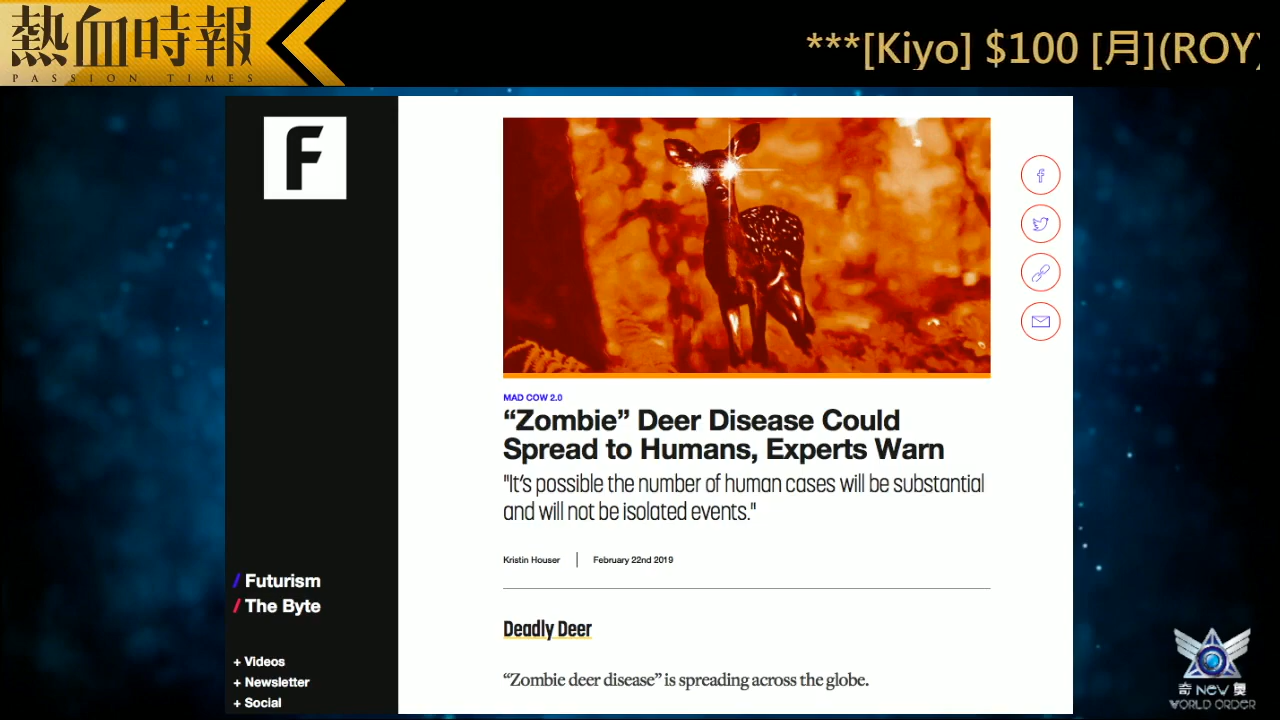 熱血時報
PASSION TIMES
***[Kiyo] $100 [月](ROY)
F
MAD COW 2.0
“Zombie” Deer Disease Could
Spread to Humans, Experts Warn
"It's possible the number of human cases will be substantial
and will not be isolated events."
Kristin Houser
February 22nd 2019
/ Futurism
/ The Byte
Deadly Deer
+ Videos
+ Newsletter
+ Social
“Zombie deer disease” is spreading across the globe.
奇 NEW 異
WORLD ORDER